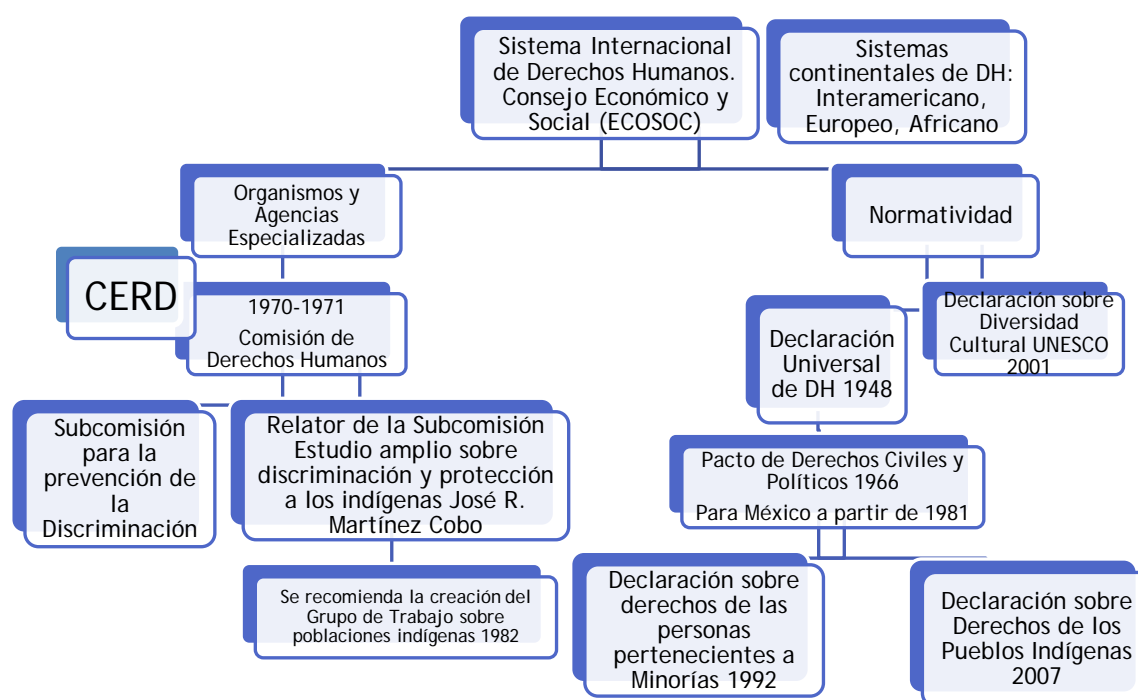 Sistema Internacional
de Derechos Humanos.
Consejo Económico y
Social (ECOSOC)
Sistemas
continentales de DH:
Interamericano,
Europeo, Africano
Organismos y
Agencias
Especializadas
Normatividad
CERD
1970-1971
Comisión de
Derechos Humanos
Declaración
Universal
de DH 1948
Declaración sobre
Diversidad
Cultural UNESCO
2001
Subcomisión
para la
prevención de
la
Discriminación
Relator de la Subcomisión
Estudio amplio sobre
discriminación y protección
a los indígenas José R.
Martínez Cobo
Pacto de Derechos Civiles y
Políticos 1966
Para México a partir de 1981
Se recomienda la creación del
Grupo de Trabajo sobre
poblaciones indígenas 1982
Declaración sobre
derechos de las
personas
pertenecientes a
Minorías 1992
Declaración sobre
Derechos de los
Pueblos Indígenas
2007